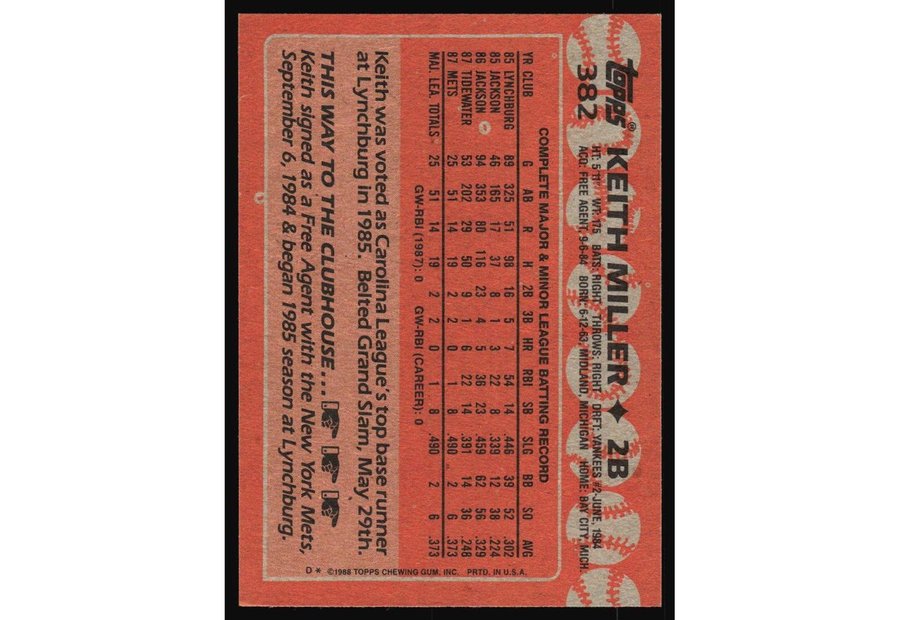 Topps®
382 KEITH MILLER ✦ 2B
HT: 5'11" WT: 175 BATS: RIGHT THROWS: RIGHT DRFT: YANKEES #2-JUNE, 1984
ACQ: FREE AGENT, 9-6-84 BORN: 6-12-63, MIDLAND, MICHIGAN HOME: BAY CITY, MICH.
COMPLETE MAJOR & MINOR LEAGUE BATTING RECORD
YR CLUB G AB R H 2B 3B HR RBI SB SLG BB SO AVG
85 LYNCHBURG 89 325 51 98 16 5 7 54 14 .446 39 52 .302
85 JACKSON 46 165 17 37 8 1 3 22 8 .339 12 38 .224
86 JACKSON 94 353 80 116 23 4 5 36 23 .459 62 56 .329
87 TIDEWATER 53 202 29 50 9 1 6 22 14 .391 14 36 .248
87 METS 25 51 14 19 2 2 0 1 8 .490 2 6 .373
MAJ. LEA. TOTALS 25 51 14 19 2 2 0 1 8 .490 2 6 .373
GW-RBI (1987): 0 GW-RBI (CAREER): 0
Keith was voted as Carolina League's top base runner
at Lynchburg in 1985. Belted Grand Slam, May 29th.
THIS WAY TO THE CLUBHOUSE...
Keith signed as a Free Agent with the New York Mets,
September 6, 1984 & began 1985 season at Lynchburg.
D * ©1988 TOPPS CHEWING GUM, INC. PRTD. IN U.S.A.